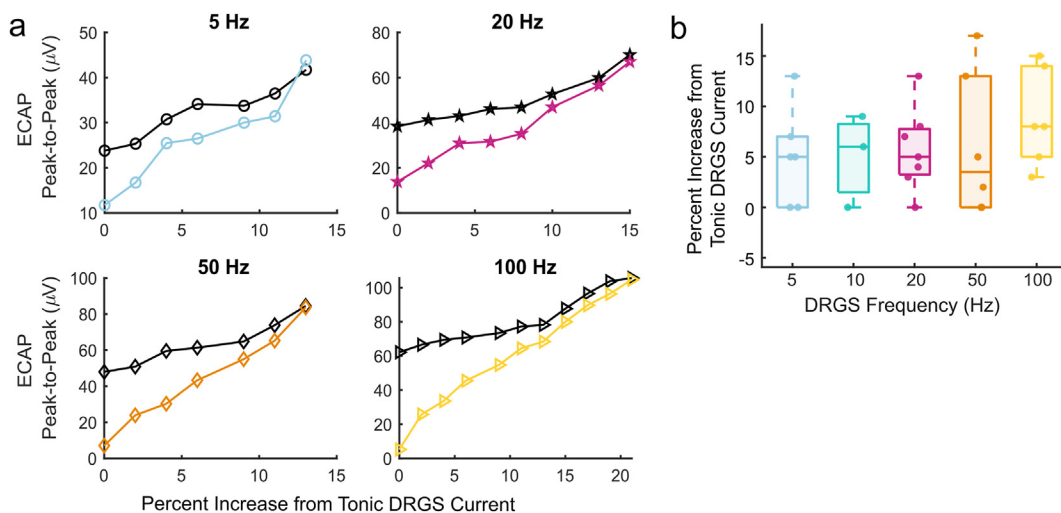 a
5 Hz
ECAP
Peak-to-Peak (μV)
50
40
30
20
10
0 5 10 15
20 Hz
80
60
40
20
0
0 5 10 15
50 Hz
ECAP
Peak-to-Peak (μV)
100
80
60
40
20
0
0 5 10 15
100 Hz
100
80
60
40
20
0
0 5 10 15 20
Percent Increase from Tonic DRGS Current
b
Percent Increase from
Tonic DRGS Current
15
10
5
0
-5
5 10 20 50 100
DRGS Frequency (Hz)